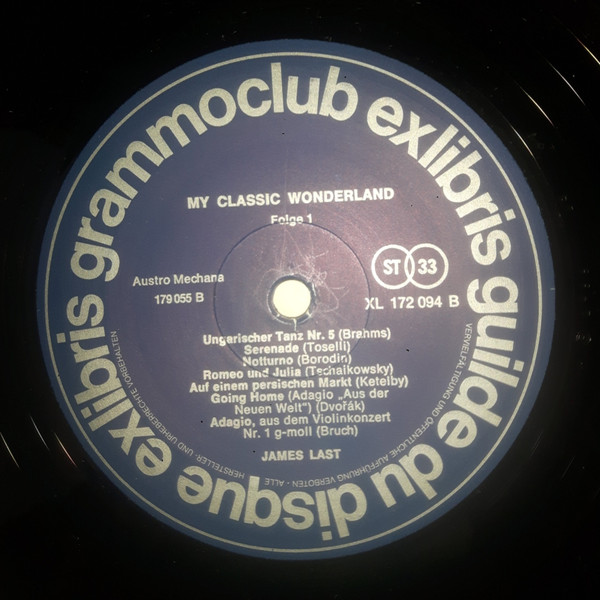 grammoclub exlibris guilde du disque exlibris
MY CLASSIC WONDERLAND
Folge 1
Austro Mechana
179 055 B
ST 33
XL 172 094 B
Ungarischer Tanz Nr. 5 (Brahms)
Serenade (Toselli)
Notturno (Borodin)
Romeo und Julia (Tschaikowsky)
Auf einem persischen Markt (Ketelby)
Going Home (Adagio „Aus der
Neuen Welt") (Dvořák)
Adagio, aus dem Violinkonzert
Nr. 1 g-moll (Bruch)
JAMES LAST
VERVIELFÄLTIGUNG UND ÖFFENTLICHE AUFFÜHRUNG VERBOTEN - ALLE HERSTELLER- UND URHEBERRECHTE VORBEHALTEN